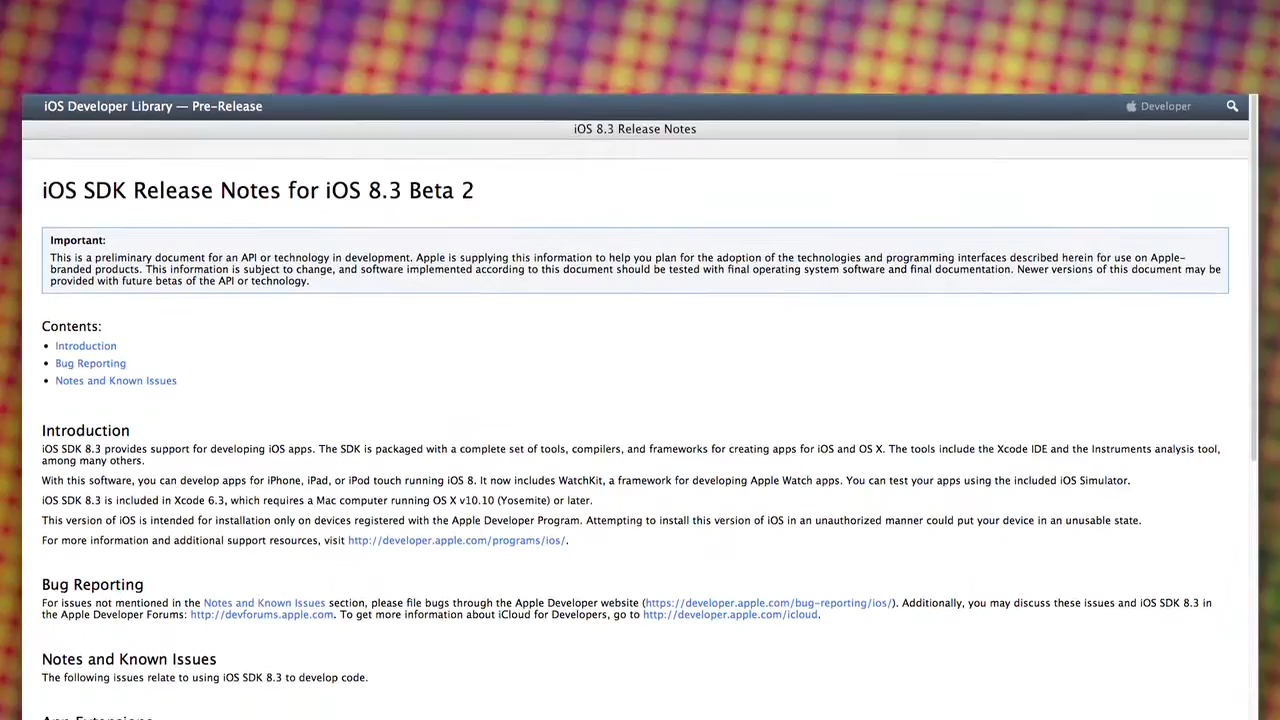 iOS Developer Library — Pre-Release
Developer
iOS 8.3 Release Notes
iOS SDK Release Notes for iOS 8.3 Beta 2
Important:
This is a preliminary document for an API or technology in development. Apple is supplying this information to help you plan for the adoption of the technologies and programming interfaces described herein for use on Apple-
branded products. This information is subject to change, and software implemented according to this document should be tested with final operating system software and final documentation. Newer versions of this document may be
provided with future betas of the API or technology.
Contents:
• Introduction
• Bug Reporting
• Notes and Known Issues
Introduction
iOS SDK 8.3 provides support for developing iOS apps. The SDK is packaged with a complete set of tools, compilers, and frameworks for creating apps for iOS and OS X. The tools include the Xcode IDE and the Instruments analysis tool,
among many others.
With this software, you can develop apps for iPhone, iPad, or iPod touch running iOS 8. It now includes WatchKit, a framework for developing Apple Watch apps. You can test your apps using the included iOS Simulator.
iOS SDK 8.3 is included in Xcode 6.3, which requires a Mac computer running OS X v10.10 (Yosemite) or later.
This version of iOS is intended for installation only on devices registered with the Apple Developer Program. Attempting to install this version of iOS in an unauthorized manner could put your device in an unusable state.
For more information and additional support resources, visit http://developer.apple.com/programs/ios/.
Bug Reporting
For issues not mentioned in the Notes and Known Issues section, please file bugs through the Apple Developer website (https://developer.apple.com/bug-reporting/ios/). Additionally, you may discuss these issues and iOS SDK 8.3 in
the Apple Developer Forums: http://devforums.apple.com. To get more information about iCloud for Developers, go to http://developer.apple.com/icloud.
Notes and Known Issues
The following issues relate to using iOS SDK 8.3 to develop code.
App Extensions